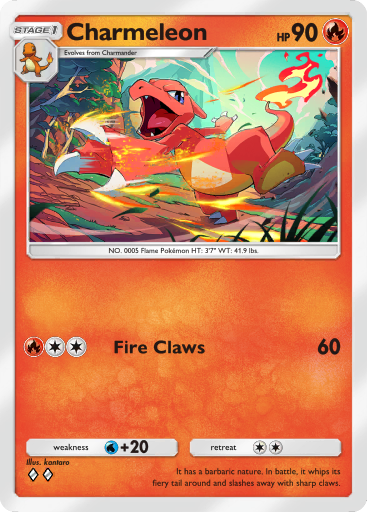 STAGE 1
Charmeleon
HP 90
Evolves from Charmander
NO. 0005 Flame Pokémon HT: 3'7" WT: 41.9 lbs.
Fire Claws 60
weakness +20 retreat
Illus. kantaro
It has a barbaric nature. In battle, it whips its
fiery tail around and slashes away with sharp claws.